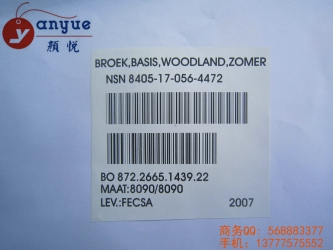 yanyue
颜悦
BROEK,BASIS,WOODLAND,ZOMER
NSN 8405-17-056-4472
BO 872.2665.1439.22
MAAT:8090/8090
LEV.:FECSA 2007
商务QQ: 568883377
手机: 13777575552